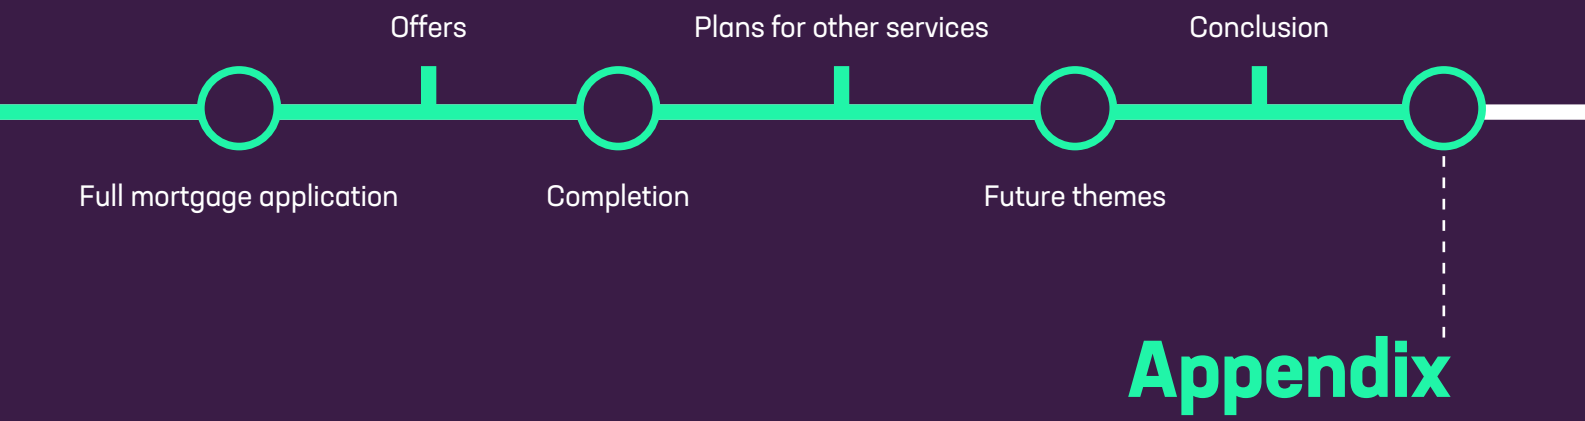 Offers
Plans for other services
Conclusion
Full mortgage application
Completion
Future themes
Appendix